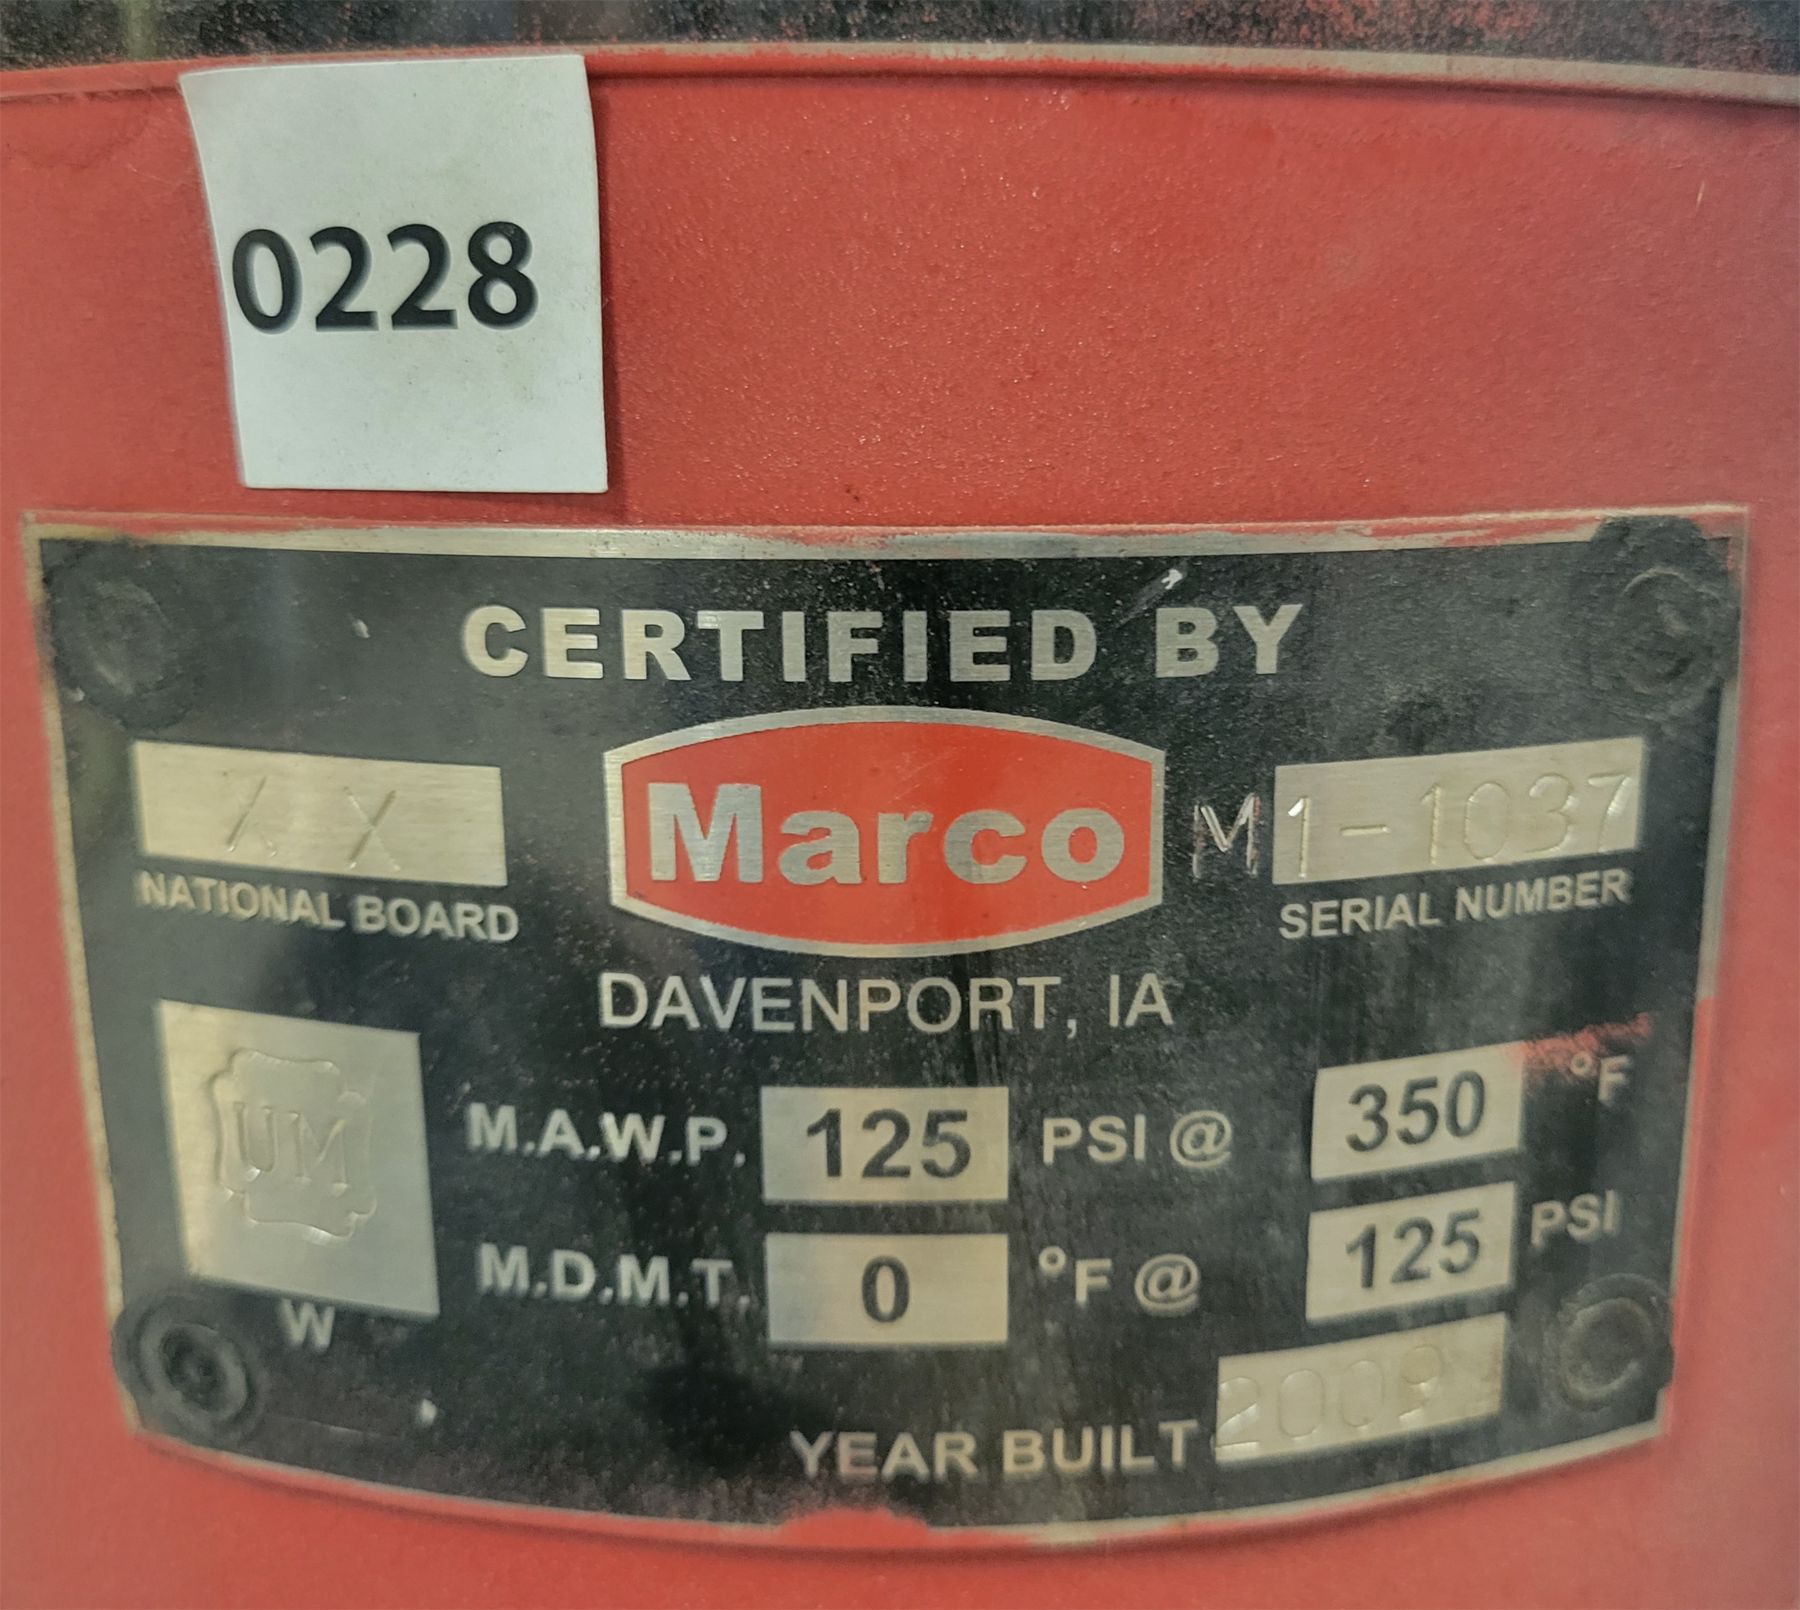 0228
CERTIFIED BY
X X
NATIONAL BOARD
Marco
M1-1037
SERIAL NUMBER
DAVENPORT, IA
UM
W
M.A.W.P. 125 PSI @ 350 °F
M.D.M.T. 0 °F @ 125 PSI
YEAR BUILT 2009